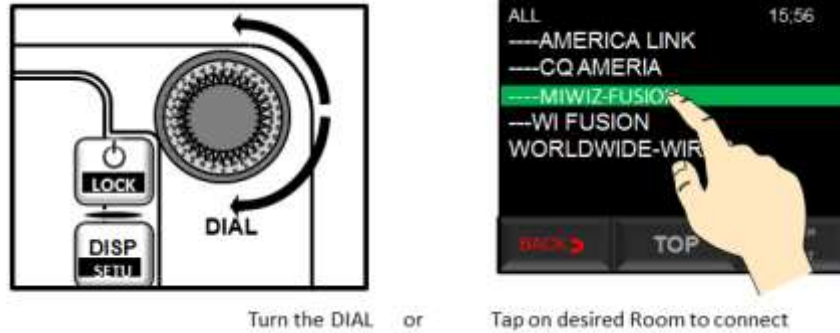 LOCK
DISP
SETU
DIAL
ALL 15;56
----AMERICA LINK
----CQ AMERIA
----MIWIZ-FUSION
---WI FUSION
WORLDWIDE-WIR
BACK TOP
Turn the DIAL or Tap on desired Room to connect